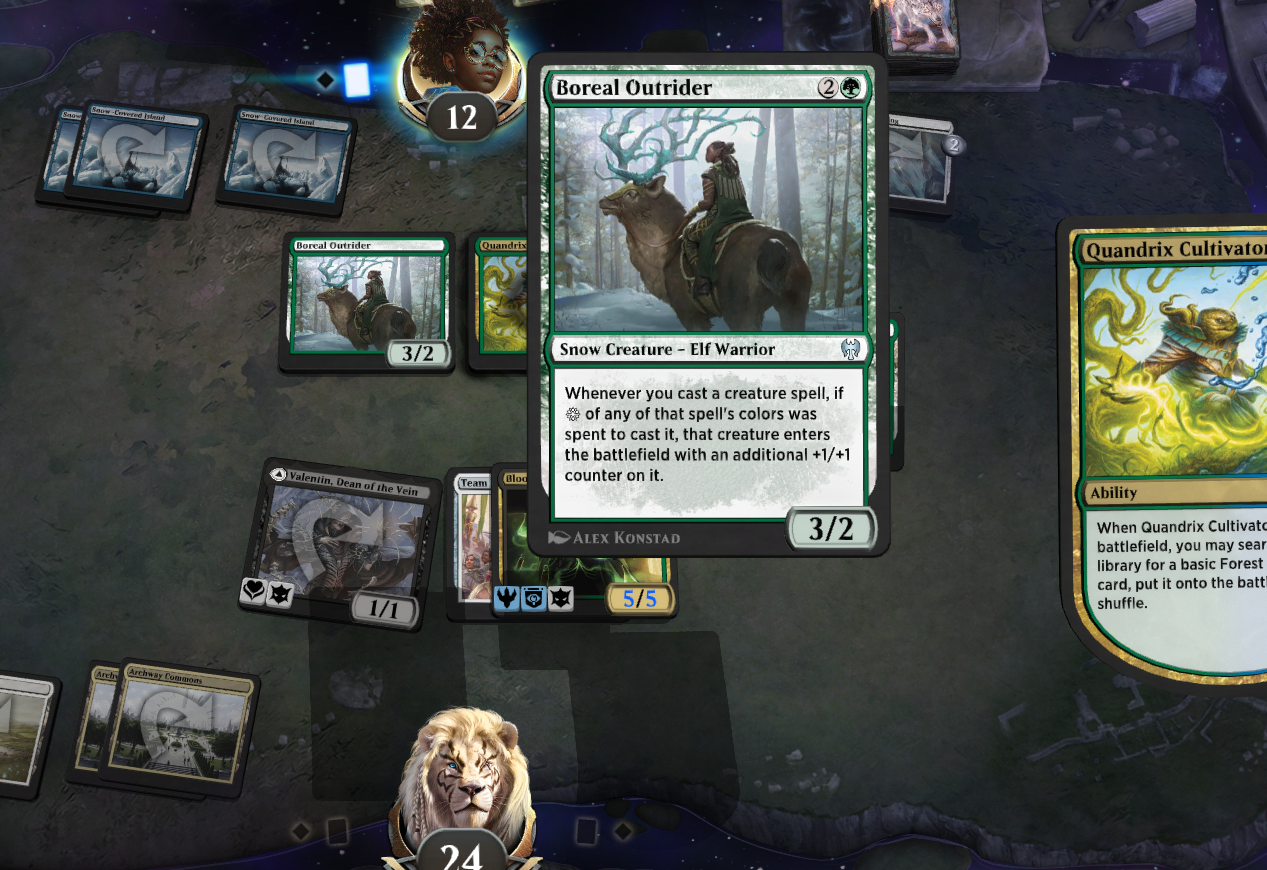 12
Boreal Outrider 2
Snow-Covered Island
Snow-Covered Island
2
Boreal Outrider
3/2
Quandrix
Quandrix Cultivator
Snow Creature – Elf Warrior
Whenever you cast a creature spell, if
of any of that spell's colors was
spent to cast it, that creature enters
the battlefield with an additional +1/+1
counter on it.
Alex Konstad
3/2
Ability
When Quandrix Cultivato
battlefield, you may sear
library for a basic Forest
card, put it onto the batt
shuffle.
Valentin, Dean of the Vein
1/1
Team
Bloo
5/5
Archw
Archway Commons
24